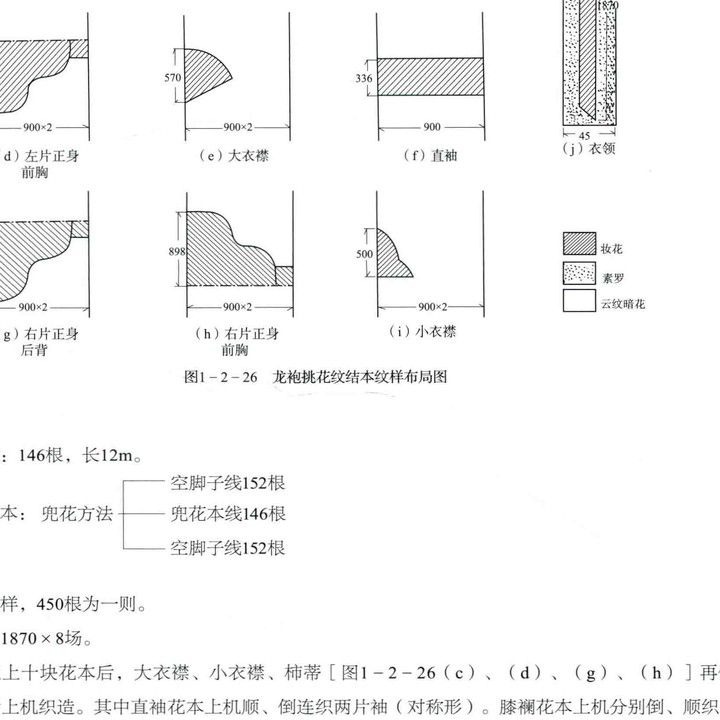 1870
570
336
900×2
900×2
900
45
d）左片正身
前胸
（e）大衣襟
（f）直袖
（j）衣领
898
500
900×2
900×2
900×2
g）右片正身
后背
（h）右片正身
前胸
（i）小衣襟
妆花
素罗
云纹暗花
图1－2－26　龙袍挑花纹结本纹样布局图
：146根，长12m。
空脚子线152根
本： 兜花方法
兜花本线146根
空脚子线152根
样，450根为一则。
1870 × 8场。
上十块花本后，大衣襟、小衣襟、柿蒂［图1－2－26（c）、（d）、（g）、（h）］再
上机织造。其中直袖花本上机顺、倒连织两片袖（对称形）。膝襕花本上机分别倒、顺织